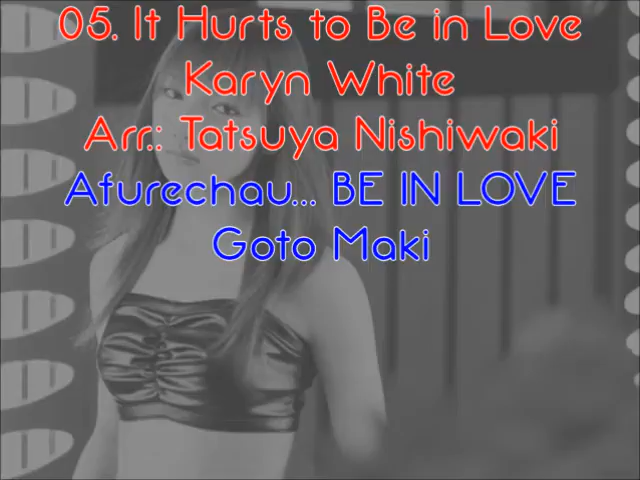 05. It Hurts to Be in Love
Karyn White
Arr.: Tatsuya Nishiwaki
Afurechau... BE IN LOVE
Goto Maki